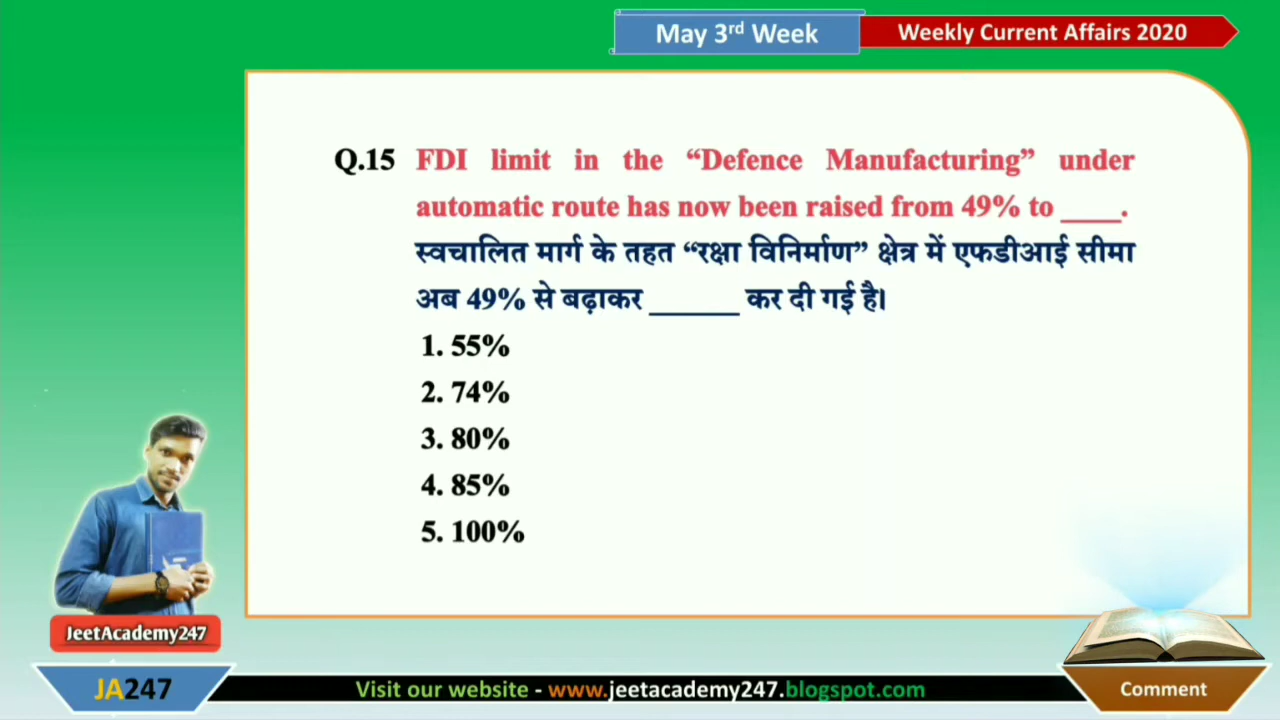 May 3rd Week
Weekly Current Affairs 2020
Q.15 FDI limit in the “Defence Manufacturing” under
automatic route has now been raised from 49% to ____.
स्वचालित मार्ग के तहत “रक्षा विनिर्माण” क्षेत्र में एफडीआई सीमा
अब 49% से बढ़ाकर ______ कर दी गई है।
1. 55%
2. 74%
3. 80%
4. 85%
5. 100%
JeetAcademy247
JA247
Visit our website - www.jeetacademy247.blogspot.com
Comment